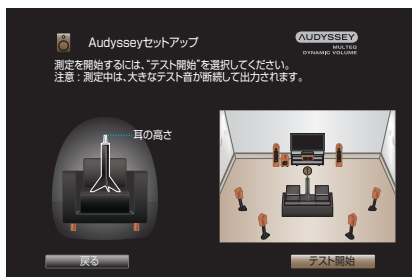 Audysseyセットアップ
AUDYSSEY
MULTEQ
DYNAMIC VOLUME
測定を開始するには、“テスト開始”を選択してください。
注意：測定中は、大きなテスト音が断続して出力されます。
耳の高さ
戻る
テスト開始